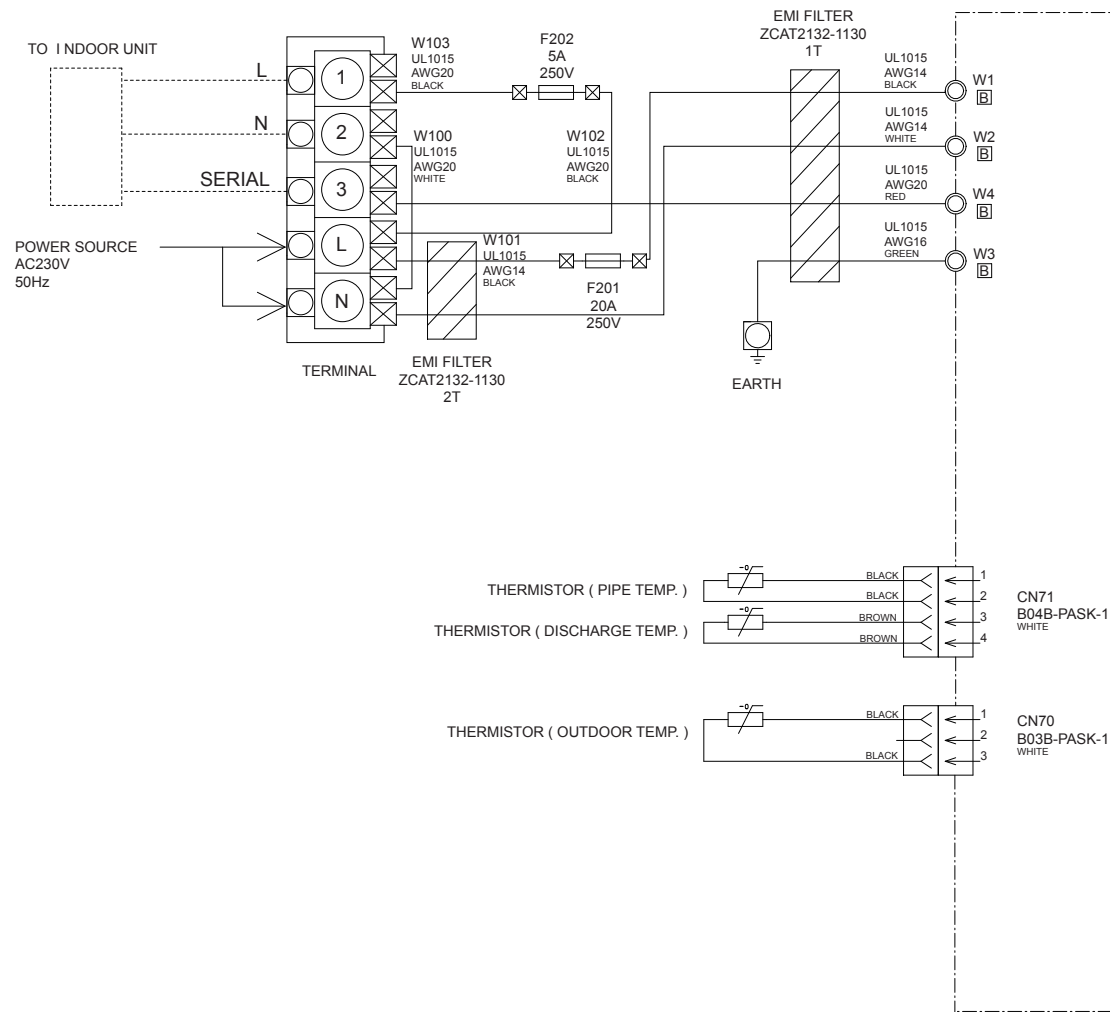 TO I NDOOR UNIT
L
N
SERIAL
POWER SOURCE
AC230V
50Hz
1
2
3
L
N
TERMINAL
W103
UL1015
AWG20
BLACK
F202
5A
250V
W100
UL1015
AWG20
WHITE
W102
UL1015
AWG20
BLACK
W101
UL1015
AWG14
BLACK
F201
20A
250V
EMI FILTER
ZCAT2132-1130
2T
EMI FILTER
ZCAT2132-1130
1T
EARTH
UL1015
AWG14
BLACK
W1
B
UL1015
AWG14
WHITE
W2
B
UL1015
AWG20
RED
W4
B
UL1015
AWG16
GREEN
W3
B
THERMISTOR ( PIPE TEMP. )
-θ
BLACK 1
BLACK 2
THERMISTOR ( DISCHARGE TEMP. )
-θ
BROWN 3
BROWN 4
CN71
B04B-PASK-1
WHITE
THERMISTOR ( OUTDOOR TEMP. )
-θ
BLACK 1
2
BLACK 3
CN70
B03B-PASK-1
WHITE